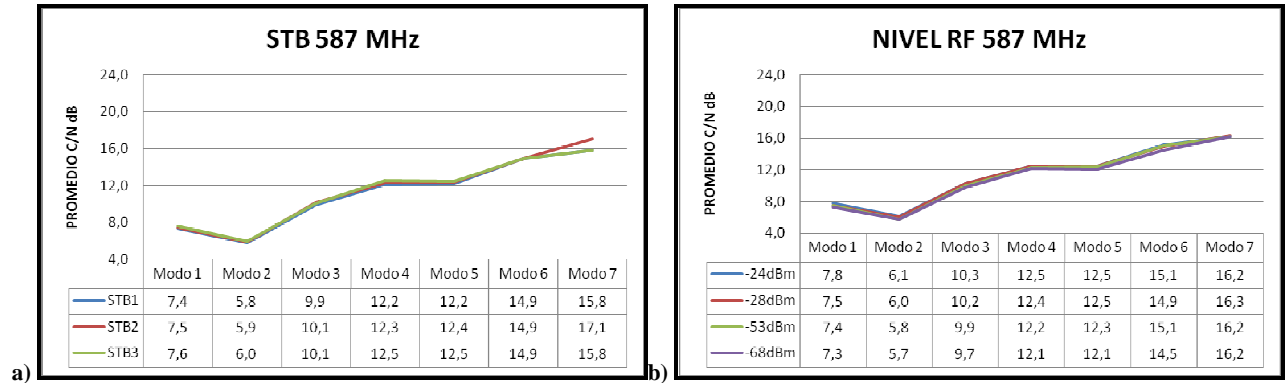 a)
STB 587 MHz
PROMEDIO C/N dB
24,0
20,0
16,0
12,0
8,0
4,0
Modo 1 Modo 2 Modo 3 Modo 4 Modo 5 Modo 6 Modo 7
STB1 7,4 5,8 9,9 12,2 12,2 14,9 15,8
STB2 7,5 5,9 10,1 12,3 12,4 14,9 17,1
STB3 7,6 6,0 10,1 12,5 12,5 14,9 15,8
b)
NIVEL RF 587 MHz
PROMEDIO C/N dB
24,0
20,0
16,0
12,0
8,0
4,0
Modo 1 Modo 2 Modo 3 Modo 4 Modo 5 Modo 6 Modo 7
-24dBm 7,8 6,1 10,3 12,5 12,5 15,1 16,2
-28dBm 7,5 6,0 10,2 12,4 12,5 14,9 16,3
-53dBm 7,4 5,8 9,9 12,2 12,3 15,1 16,2
-68dBm 7,3 5,7 9,7 12,1 12,1 14,5 16,2